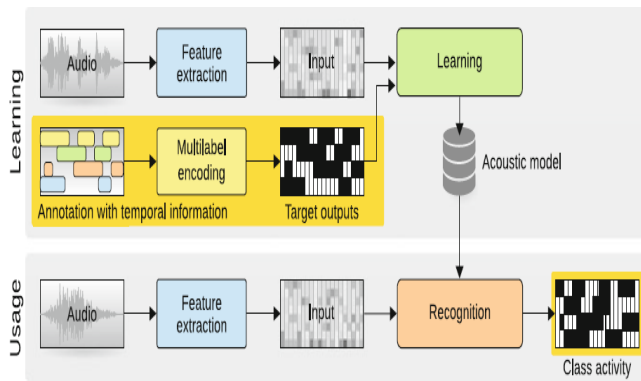 Learning
Audio
Feature
extraction
Input
Learning
Multilabel
encoding
Annotation with temporal information
Target outputs
Acoustic model
Usage
Audio
Feature
extraction
Input
Recognition
Class activity